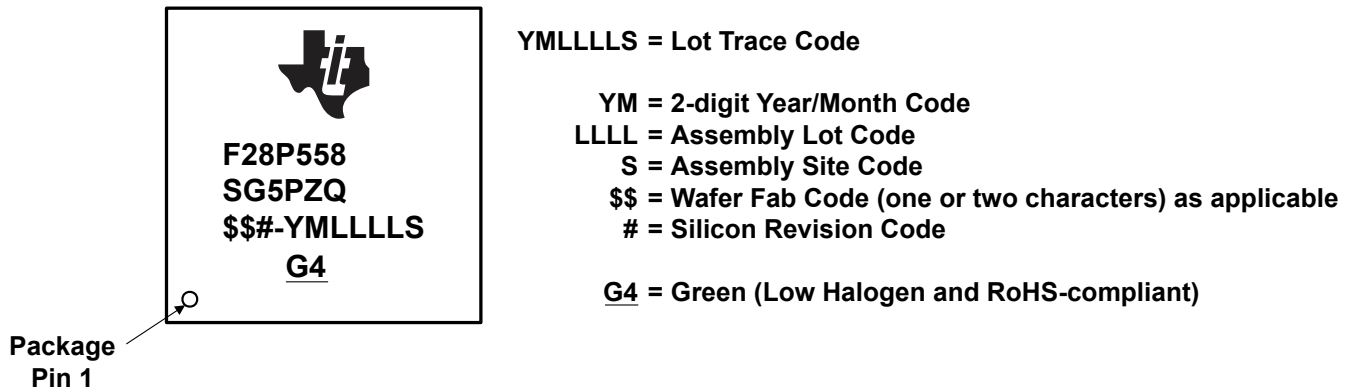 F28P558
SG5PZQ
$$#-YMLLLLS
G4
Package
Pin 1
YMLLLLS = Lot Trace Code
YM = 2-digit Year/Month Code
LLLL = Assembly Lot Code
S = Assembly Site Code
$$ = Wafer Fab Code (one or two characters) as applicable
# = Silicon Revision Code
G4 = Green (Low Halogen and RoHS-compliant)